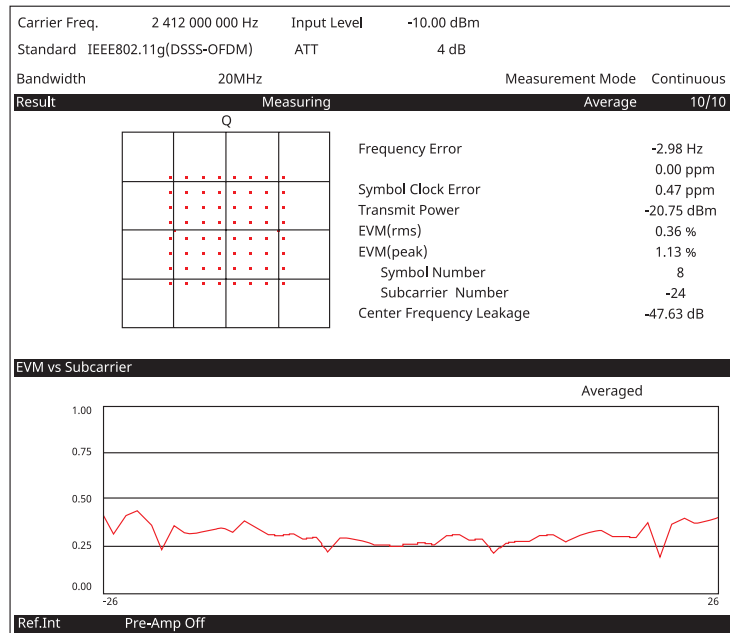 Carrier Freq. 2 412 000 000 Hz Input Level -10.00 dBm
Standard IEEE802.11g(DSSS-OFDM) ATT 4 dB
Bandwidth 20MHz Measurement Mode Continuous
Result Measuring Average 10/10
Q
Frequency Error -2.98 Hz
0.00 ppm
Symbol Clock Error 0.47 ppm
Transmit Power -20.75 dBm
EVM(rms) 0.36 %
EVM(peak) 1.13 %
Symbol Number 8
Subcarrier Number -24
Center Frequency Leakage -47.63 dB
EVM vs Subcarrier
Averaged
1.00
0.75
0.50
0.25
0.00
-26 26
Ref.Int Pre-Amp Off